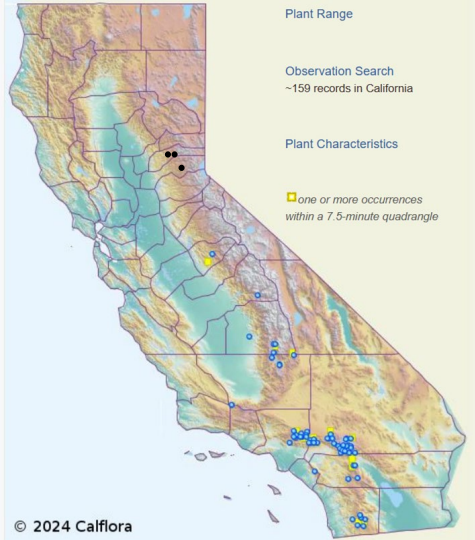 Plant Range
Observation Search
~159 records in California
Plant Characteristics
one or more occurrences
within a 7.5-minute quadrangle
© 2024 Calflora